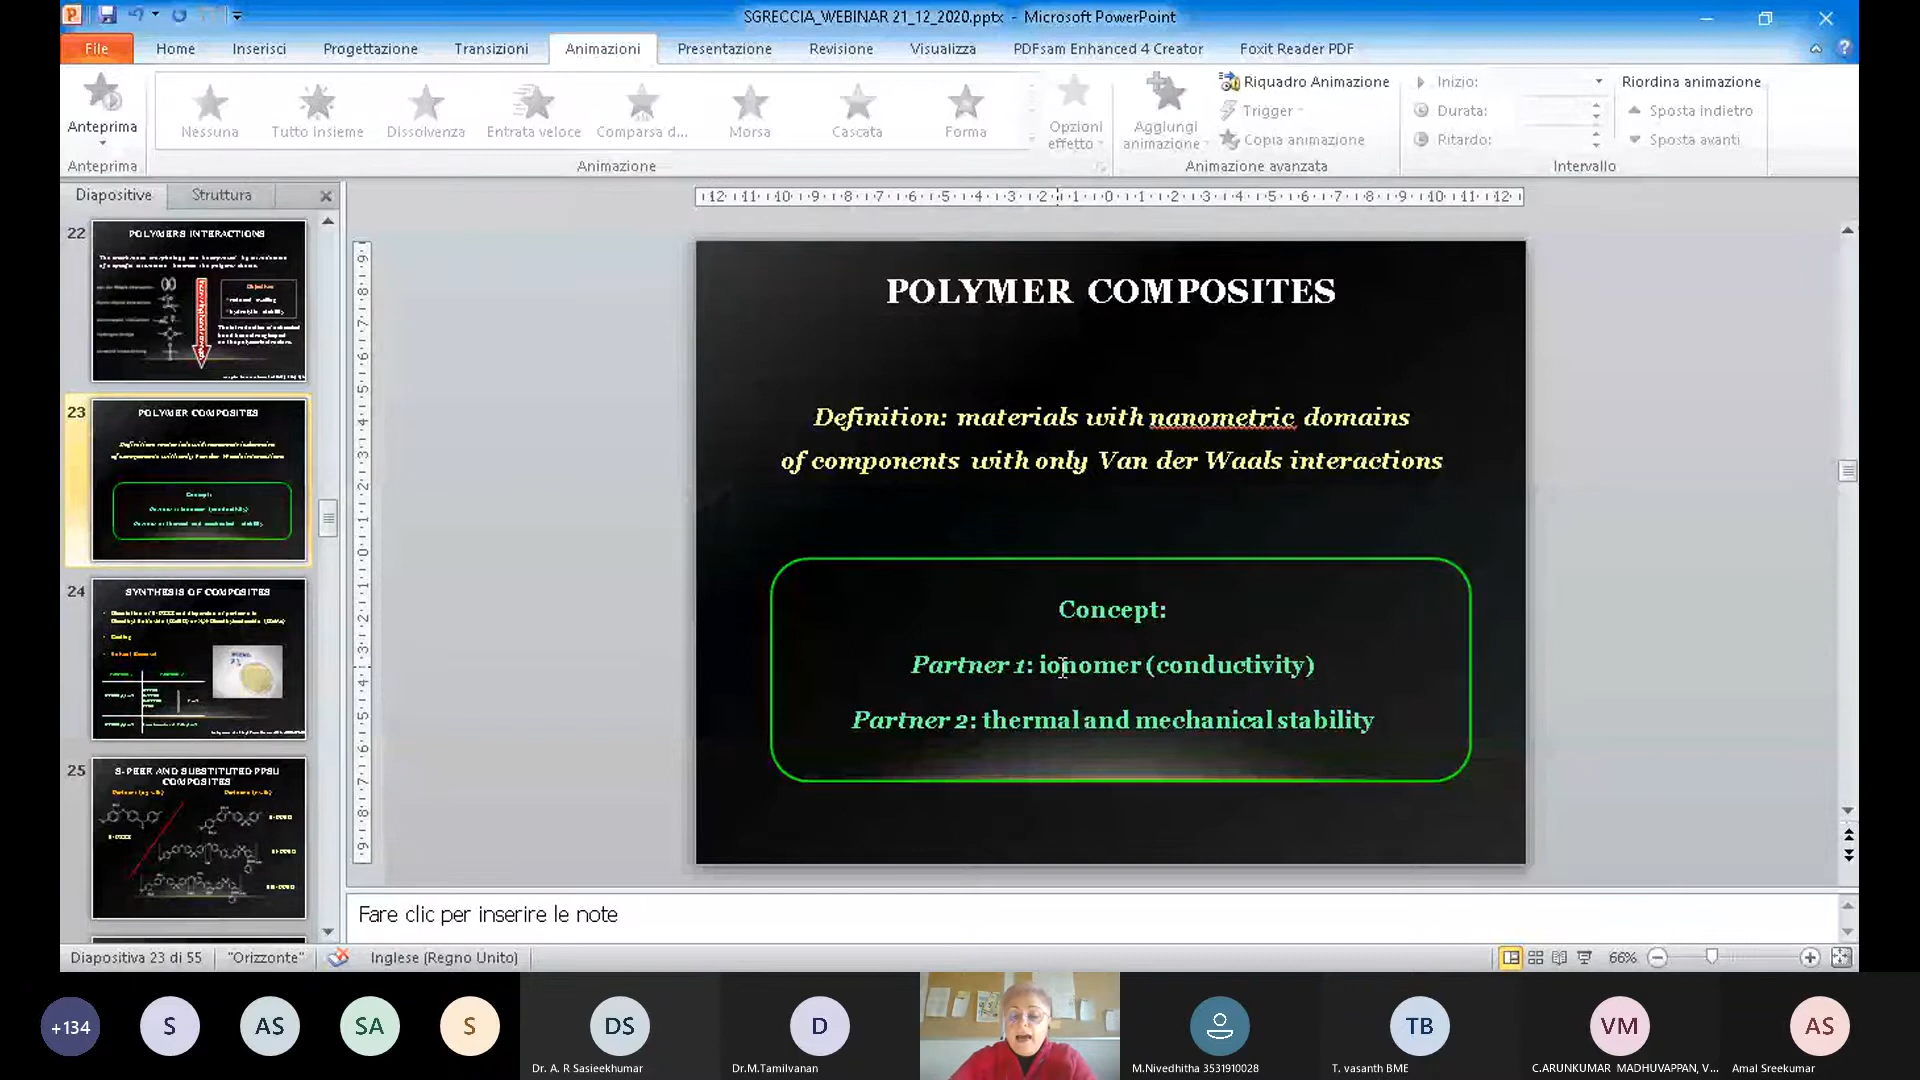 SGRECCIA_WEBINAR 21_12_2020.pptx - Microsoft PowerPoint
File Home Inserisci Progettazione Transizioni Animazioni Presentazione Revisione Visualizza PDFsam Enhanced 4 Creator Foxit Reader PDF
Anteprima
Nessuna Tutto insieme Dissolvenza Entrata veloce Comparsa d... Morsa Cascata Forma
Opzioni effetto
Aggiungi animazione
Riquadro Animazione
Trigger
Copia animazione
Inizio:
Durata:
Ritardo:
Riordina animazione
Sposta indietro
Sposta avanti
Anteprima Animazione Animazione avanzata Intervallo
Diapositive Struttura
22
POLYMERS INTERACTIONS
23
POLYMER COMPOSITES
24
SYNTHESIS OF COMPOSITES
25
S-PEEK AND SUBSTITUTED PPSU
COMPOSITES
POLYMER COMPOSITES
Definition: materials with nanometric domains
of components with only Van der Waals interactions
Concept:
Partner 1: ionomer (conductivity)
Partner 2: thermal and mechanical stability
Fare clic per inserire le note
Diapositiva 23 di 55 "Orizzonte" Inglese (Regno Unito) 66%
+134 S AS SA S DS D TB VM AS
Dr. A. R Sasieekhumar
Dr.M.Tamilvanan
M.Nivedhitha 3531910028
T. vasanth BME
C.ARUNKUMAR MADHUVAPPAN, V...
Amal Sreekumar